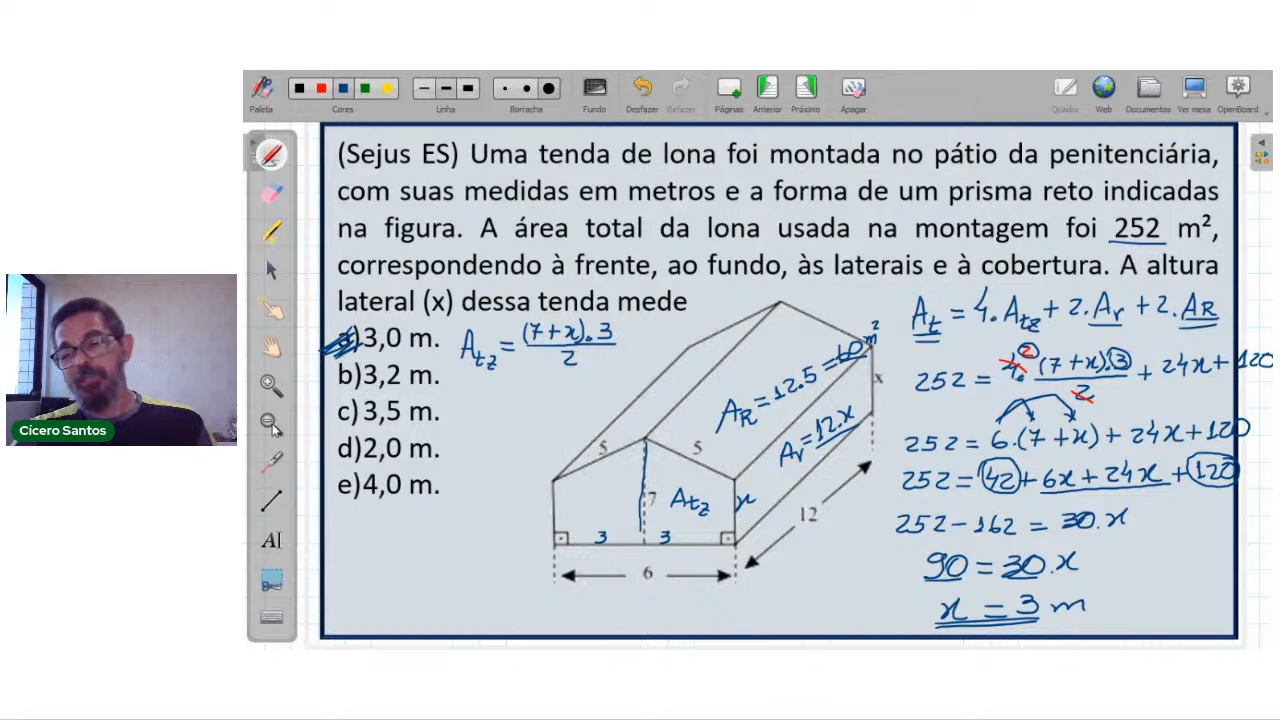 Paleta Cores Linha Borracha Fundo Desfazer Refazer Páginas Anterior Próximo Apagar Quadro Web Documentos Ver mesa OpenBoard
(Sejus ES) Uma tenda de lona foi montada no pátio da penitenciária,
com suas medidas em metros e a forma de um prisma reto indicadas
na figura. A área total da lona usada na montagem foi 252 m²,
correspondendo à frente, ao fundo, às laterais e à cobertura. A altura
lateral (x) dessa tenda mede
a)3,0 m.
b)3,2 m.
c)3,5 m.
d)2,0 m.
e)4,0 m.
Atz = (7+x).3
2
AR = 12.5 = 60 m²
Ar = 12.x
x
5
5
7
Atz
x
3
3
12
6
At = 4.Atz + 2.Ar + 2.AR
252 = 4. 2 (7+x).3 + 24x + 120
2
252 = 6.(7+x) + 24x + 120
252 = 42 + 6x + 24x + 120
252 - 162 = 30.x
90 = 30.x
x = 3 m
Cícero Santos
AI